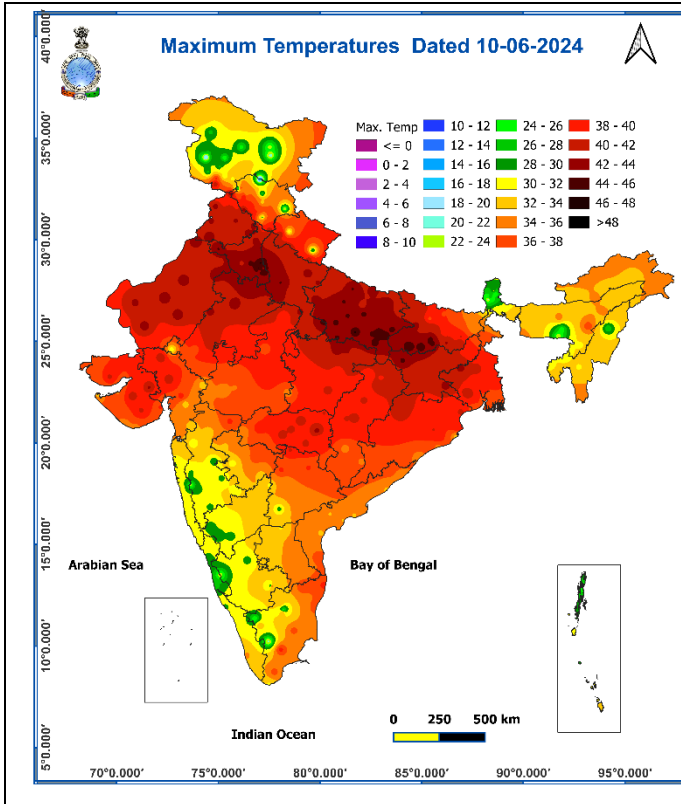 Maximum Temperatures Dated 10-06-2024
Max. Temp
<= 0
0 - 2
2 - 4
4 - 6
6 - 8
8 - 10
10 - 12
12 - 14
14 - 16
16 - 18
18 - 20
20 - 22
22 - 24
24 - 26
26 - 28
28 - 30
30 - 32
32 - 34
34 - 36
36 - 38
38 - 40
40 - 42
42 - 44
44 - 46
46 - 48
>48
40°0.000'
35°0.000'
30°0.000'
25°0.000'
20°0.000'
15°0.000'
10°0.000'
5°0.000'
Arabian Sea
Bay of Bengal
Indian Ocean
0 250 500 km
70°0.000' 75°0.000' 80°0.000' 85°0.000' 90°0.000' 95°0.000'